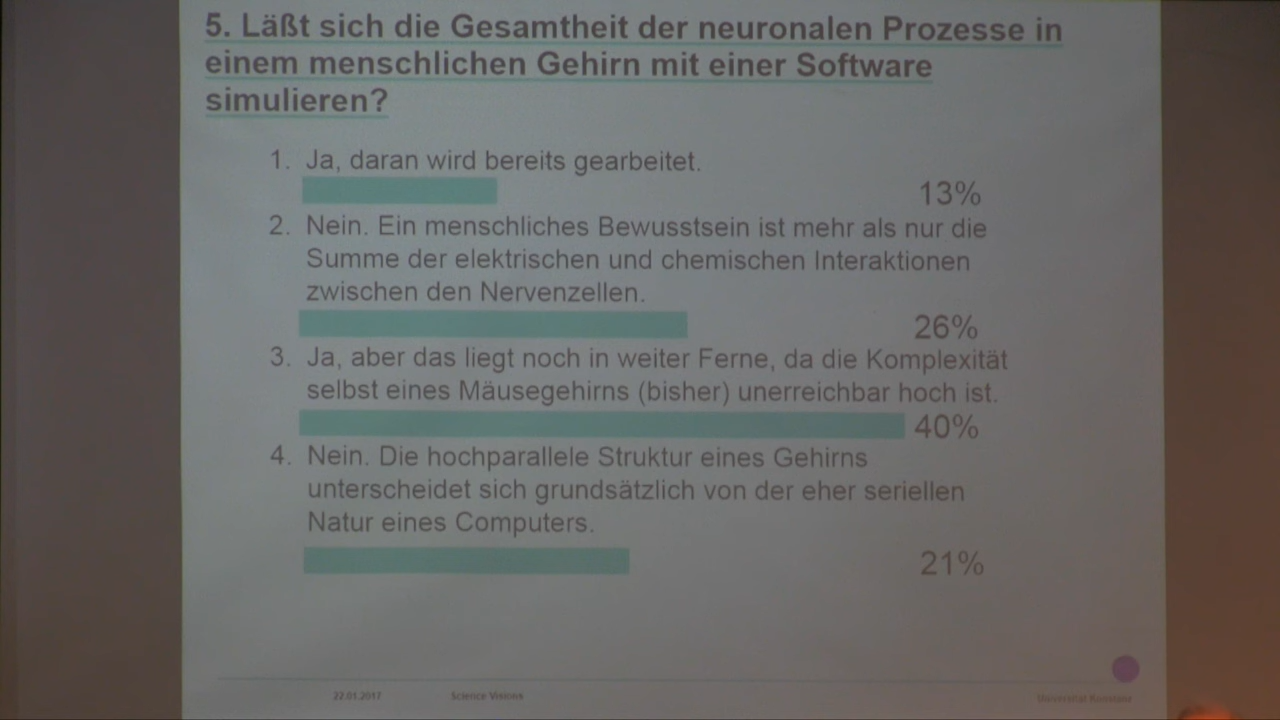 5. Läßt sich die Gesamtheit der neuronalen Prozesse in
einem menschlichen Gehirn mit einer Software
simulieren?
1. Ja, daran wird bereits gearbeitet.
13%
2. Nein. Ein menschliches Bewusstsein ist mehr als nur die
Summe der elektrischen und chemischen Interaktionen
zwischen den Nervenzellen.
26%
3. Ja, aber das liegt noch in weiter Ferne, da die Komplexität
selbst eines Mäusegehirns (bisher) unerreichbar hoch ist.
40%
4. Nein. Die hochparallele Struktur eines Gehirns
unterscheidet sich grundsätzlich von der eher seriellen
Natur eines Computers.
21%
22.01.2017 Science Visions Universität Konstanz